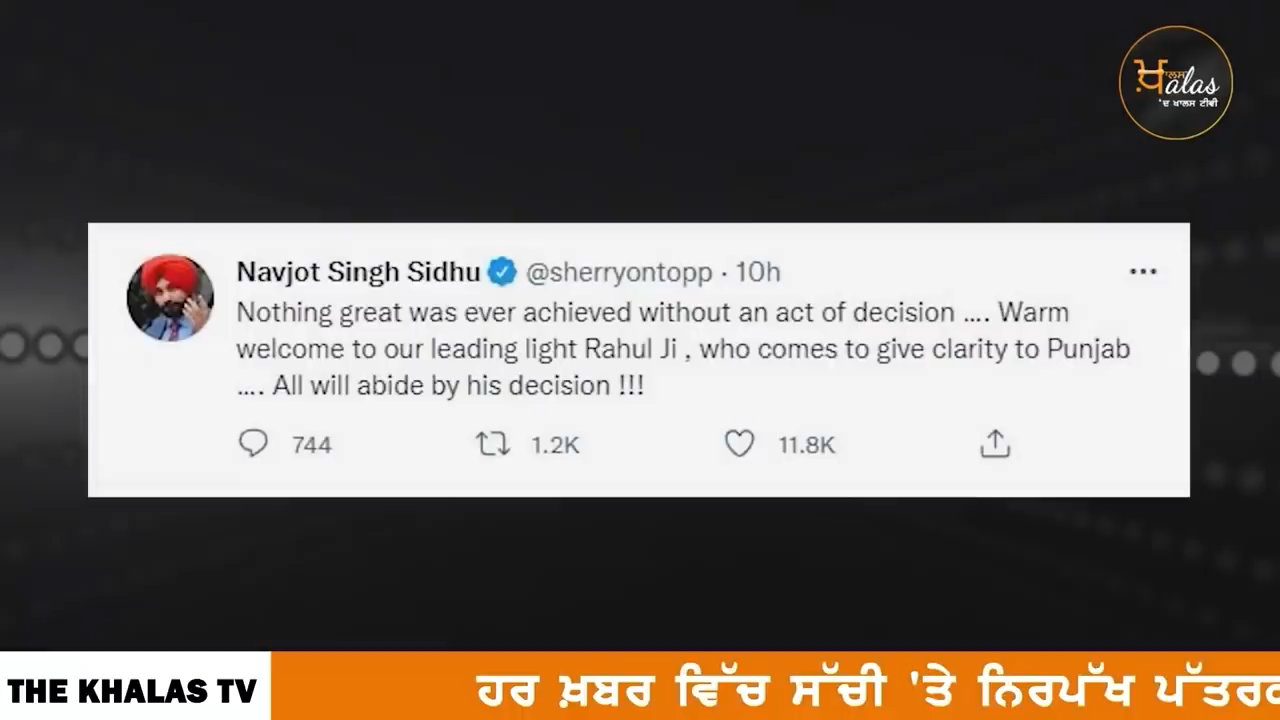 ਖ਼ਾਲਸ
alas
'ਦ ਖਾਲਸ ਟੀਵੀ
Navjot Singh Sidhu @sherryontopp · 10h
Nothing great was ever achieved without an act of decision .... Warm
welcome to our leading light Rahul Ji , who comes to give clarity to Punjab
.... All will abide by his decision !!!
744 1.2K 11.8K
THE KHALAS TV
ਹਰ ਖ਼ਬਰ ਵਿੱਚ ਸੱਚੀ 'ਤੇ ਨਿਰਪੱਖ